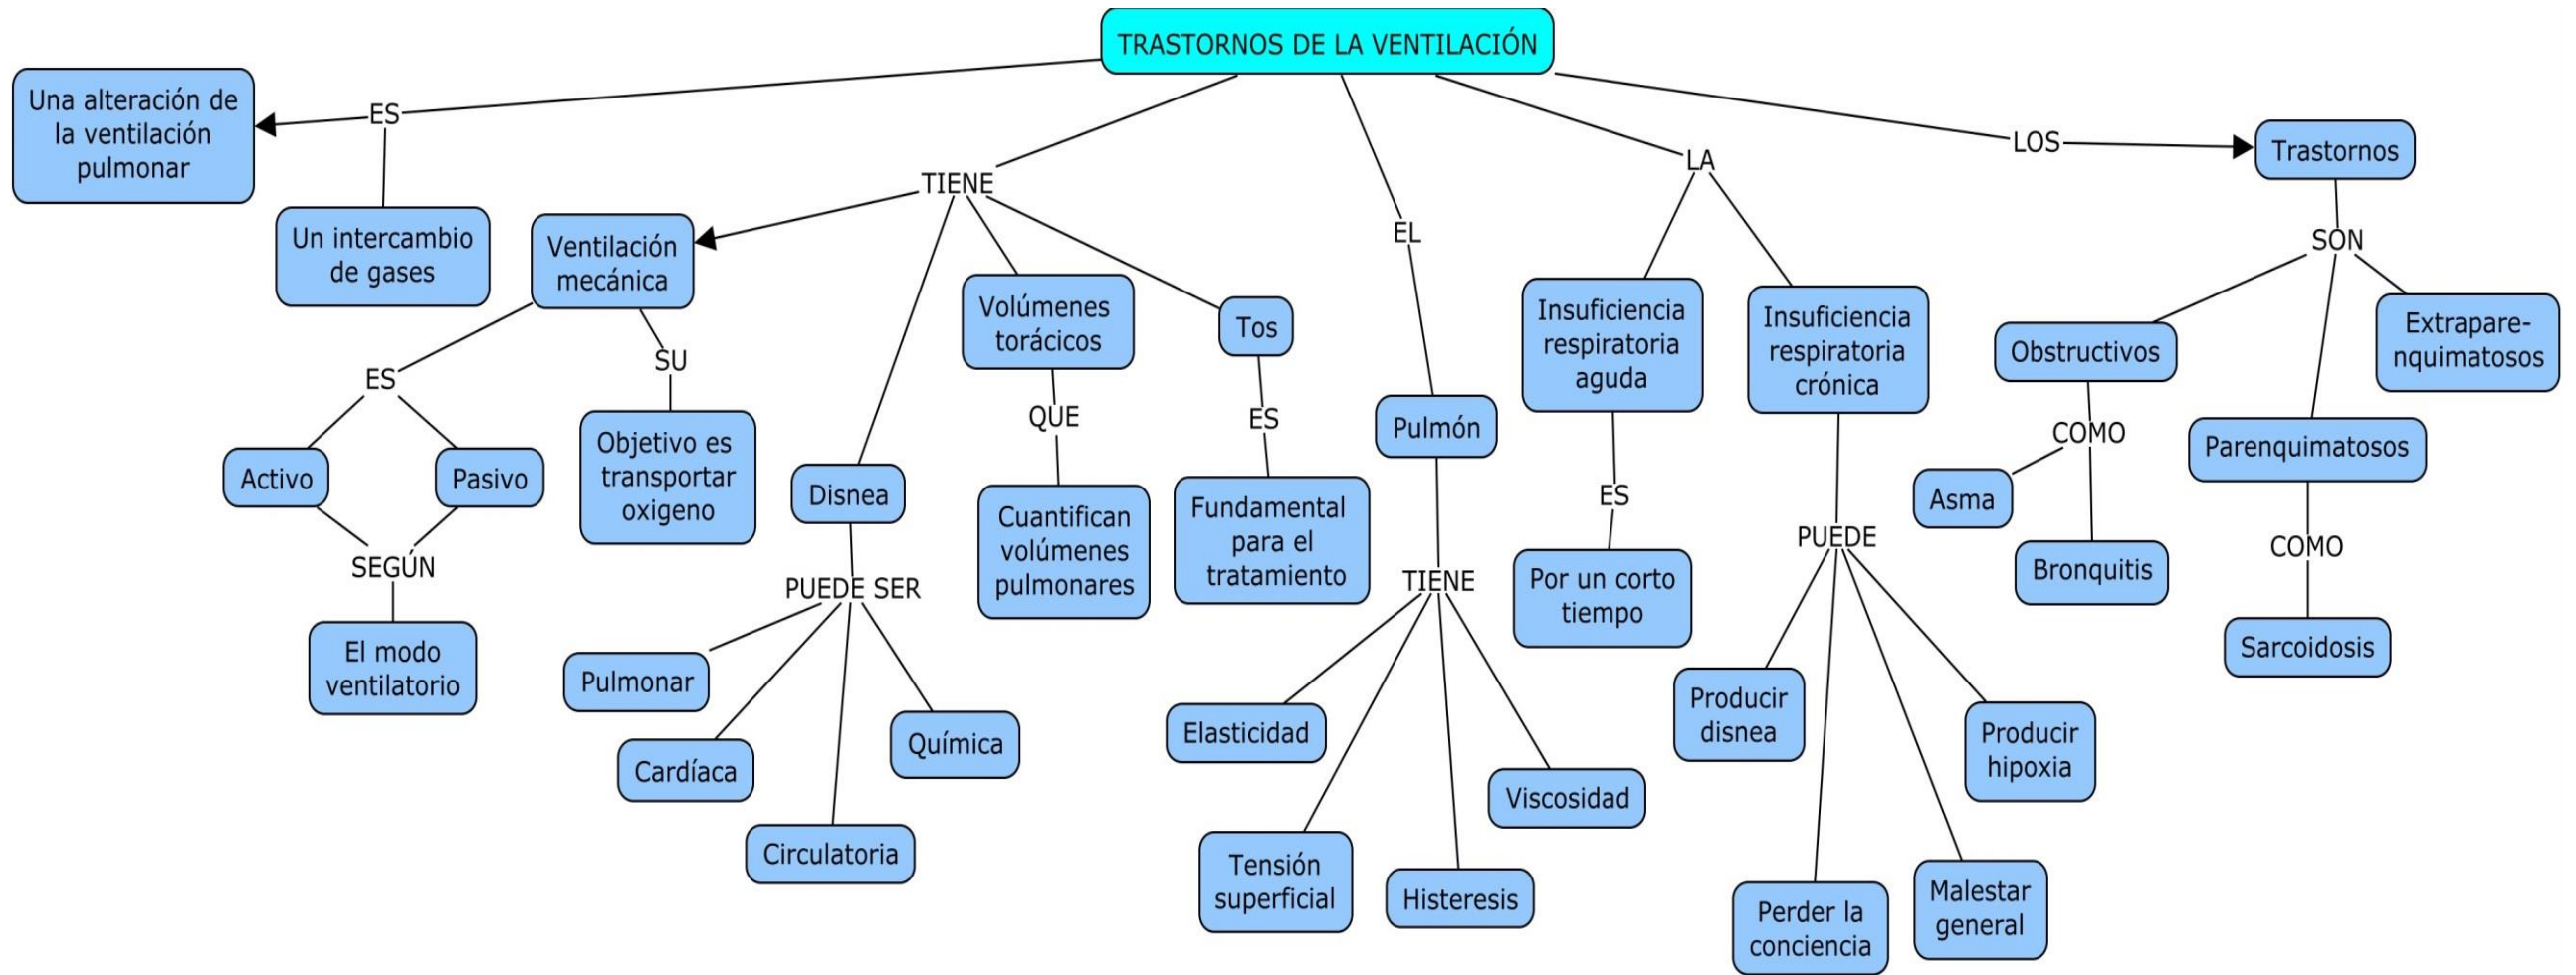 TRASTORNOS DE LA VENTILACIÓN
ES
Una alteración de
la ventilación
pulmonar
Un intercambio
de gases
TIENE
Ventilación
mecánica
ES
Activo
Pasivo
SEGÚN
El modo
ventilatorio
SU
Objetivo es
transportar
oxigeno
Disnea
PUEDE SER
Pulmonar
Cardíaca
Circulatoria
Química
Volúmenes
torácicos
QUE
Cuantifican
volúmenes
pulmonares
Tos
ES
Fundamental
para el
tratamiento
EL
Pulmón
TIENE
Elasticidad
Tensión
superficial
Histeresis
Viscosidad
LA
Insuficiencia
respiratoria
aguda
ES
Por un corto
tiempo
Insuficiencia
respiratoria
crónica
PUEDE
Producir
disnea
Perder la
conciencia
Malestar
general
Producir
hipoxia
LOS
Trastornos
SON
Obstructivos
COMO
Asma
Bronquitis
Parenquimatosos
COMO
Sarcoidosis
Extrapare-
nquimatosos